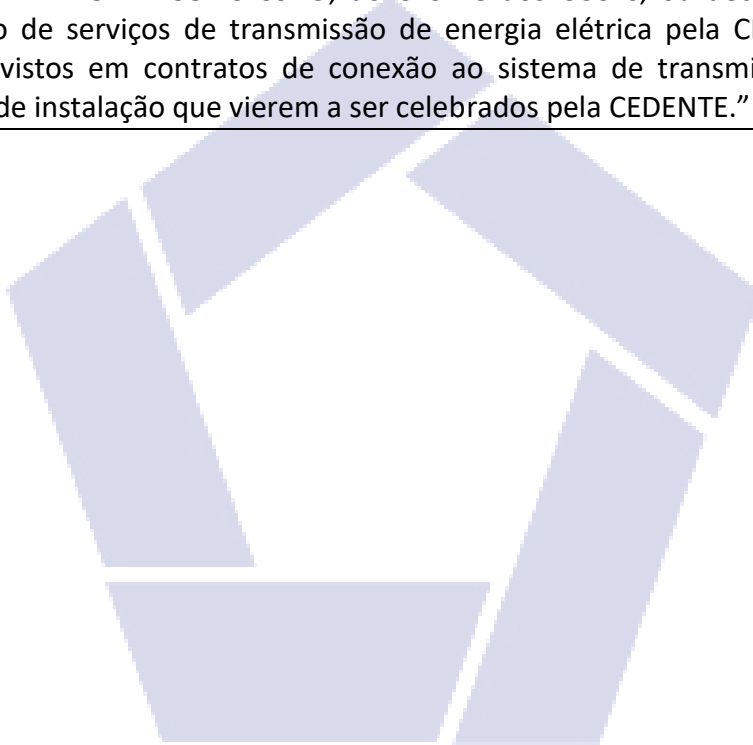 o de serviços de transmissão de energia elétrica pela C
vistos em contratos de conexão ao sistema de transmi
de instalação que vierem a ser celebrados pela CEDENTE.”